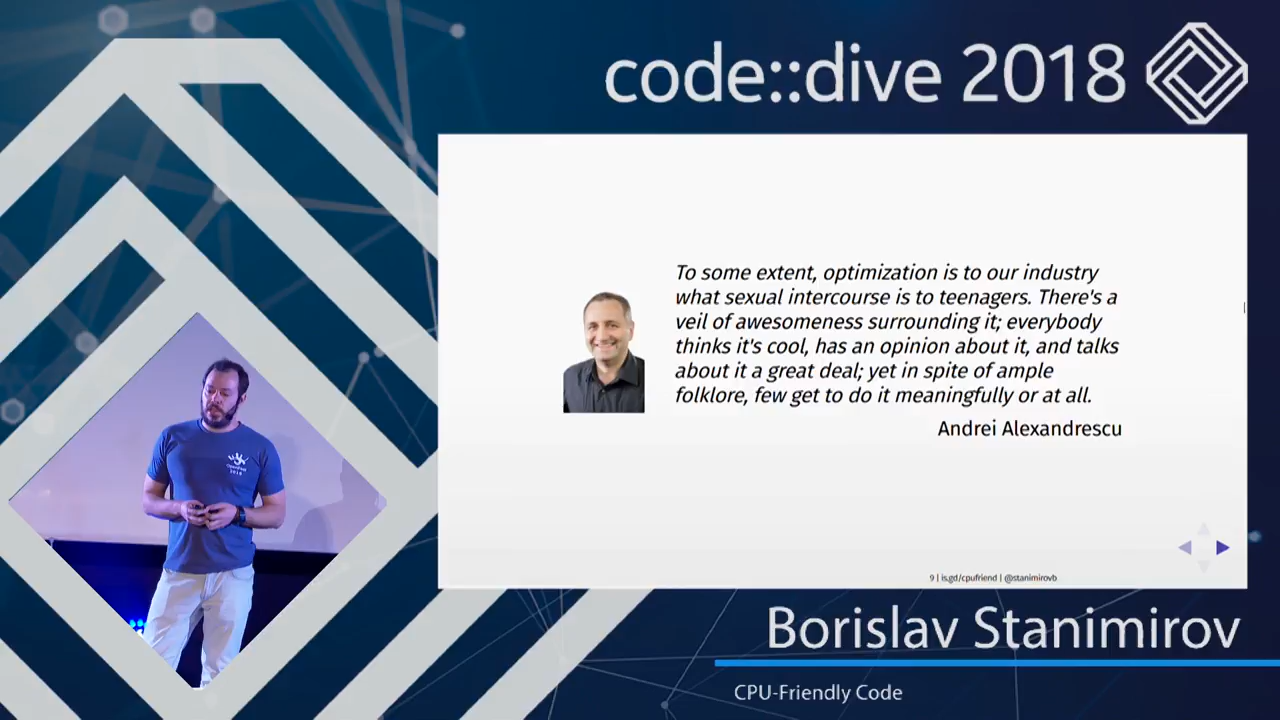 code::dive 2018
To some extent, optimization is to our industry
what sexual intercourse is to teenagers. There's a
veil of awesomeness surrounding it; everybody
thinks it's cool, has an opinion about it, and talks
about it a great deal; yet in spite of ample
folklore, few get to do it meaningfully or at all.
Andrei Alexandrescu
OpenFest
2018
9 | is.gd/cpufriend | @stanimirovb
Borislav Stanimirov
CPU-Friendly Code